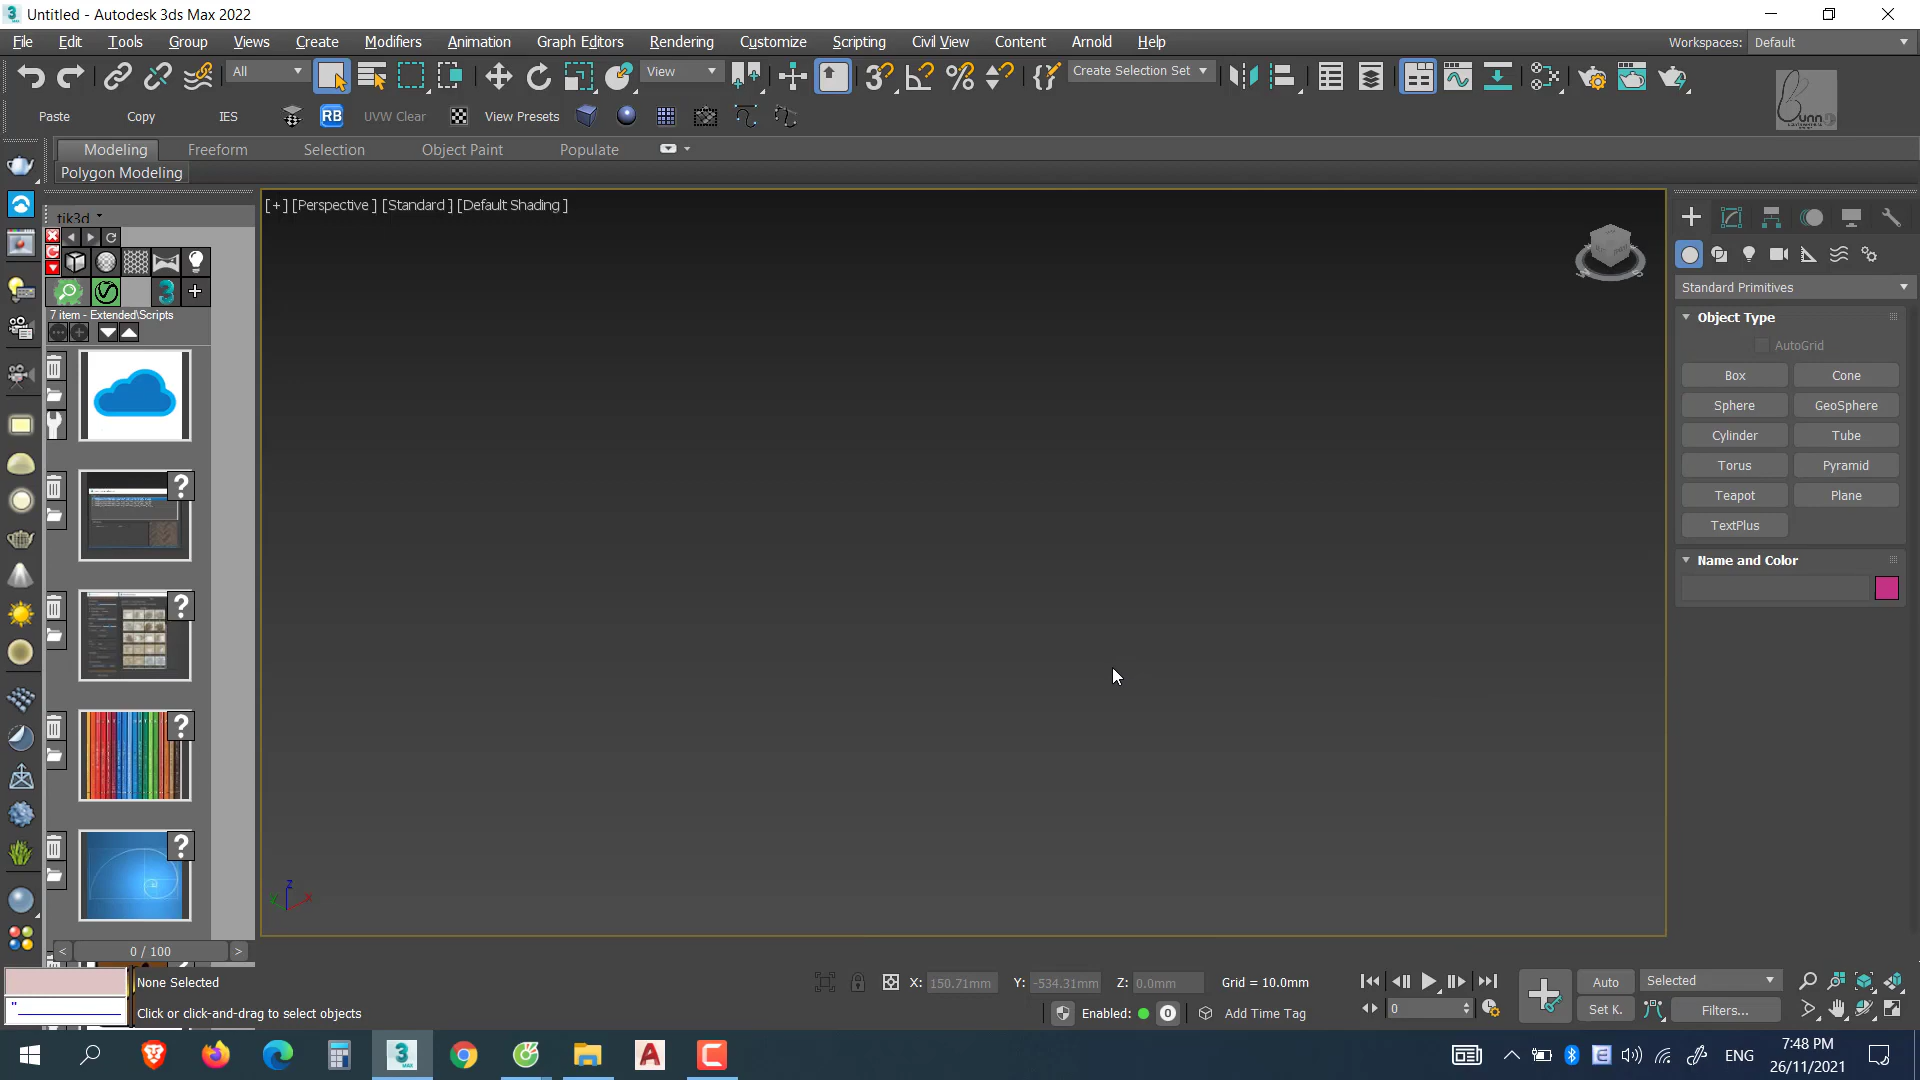 Untitled - Autodesk 3ds Max 2022
File Edit Tools Group Views Create Modifiers Animation Graph Editors Rendering Customize Scripting Civil View Content Arnold Help Workspaces: Default
All View Create Selection Set
Paste Copy IES RB UVW Clear View Presets
Modeling Freeform Selection Object Paint Populate
Polygon Modeling
tik3d
7 item - Extended\Scripts
[+] [Perspective ] [Standard ] [Default Shading ]
Standard Primitives
Object Type
AutoGrid
Box Cone
Sphere GeoSphere
Cylinder Tube
Torus Pyramid
Teapot Plane
TextPlus
Name and Color
z
x
y
0 / 100
None Selected X: 150.71mm Y: -534.31mm Z: 0.0mm Grid = 10.0mm Auto Selected
"
Click or click-and-drag to select objects Enabled: 0 Add Time Tag 0 Set K. Filters...
ENG
7:48 PM
26/11/2021